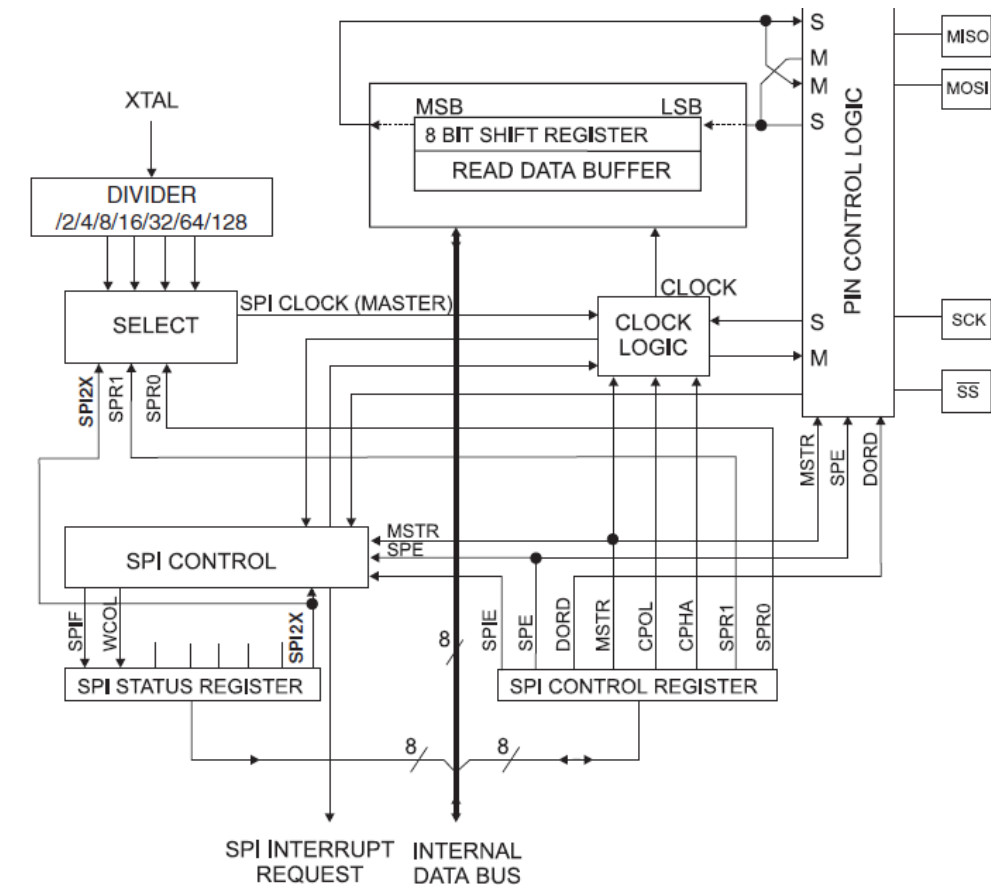 S
MISO
M
M
MOSI
XTAL
MSB
LSB
S
8 BIT SHIFT REGISTER
READ DATA BUFFER
DIVIDER
/2/4/8/16/32/64/128
PIN CONTROL LOGIC
SPI CLOCK (MASTER)
CLOCK
SELECT
CLOCK
LOGIC
S
SCK
M
SPI2X
SPR1
SPR0
SS
MSTR
SPE
DORD
MSTR
SPE
SPI CONTROL
SPIF
WCOL
SPI2X
8
SPIE
SPE
DORD
MSTR
CPOL
CPHA
SPR1
SPR0
SPI STATUS REGISTER
SPI CONTROL REGISTER
8
8
SPI INTERRUPT
REQUEST
INTERNAL
DATA BUS